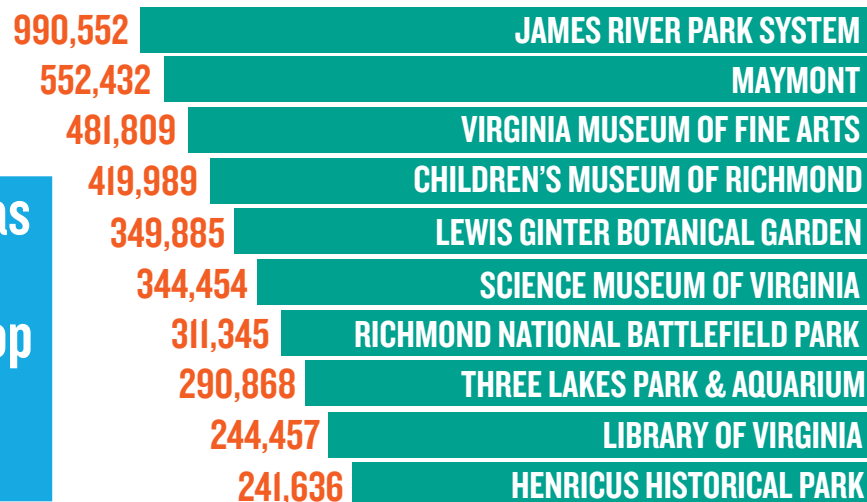 990,552 JAMES RIVER PARK SYSTEM
552,432 MAYMONT
481,809 VIRGINIA MUSEUM OF FINE ARTS
419,989 CHILDREN'S MUSEUM OF RICHMOND
349,885 LEWIS GINTER BOTANICAL GARDEN
344,454 SCIENCE MUSEUM OF VIRGINIA
311,345 RICHMOND NATIONAL BATTLEFIELD PARK
290,868 THREE LAKES PARK & AQUARIUM
244,457 LIBRARY OF VIRGINIA
241,636 HENRICUS HISTORICAL PARK